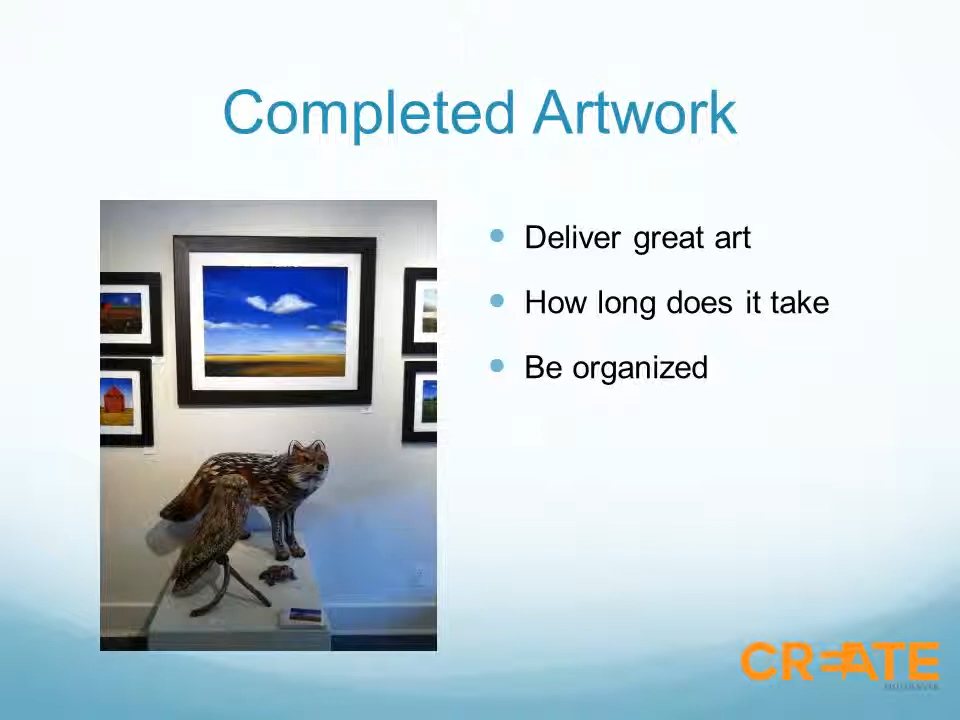 Completed Artwork
Deliver great art
How long does it take
Be organized
CREATE